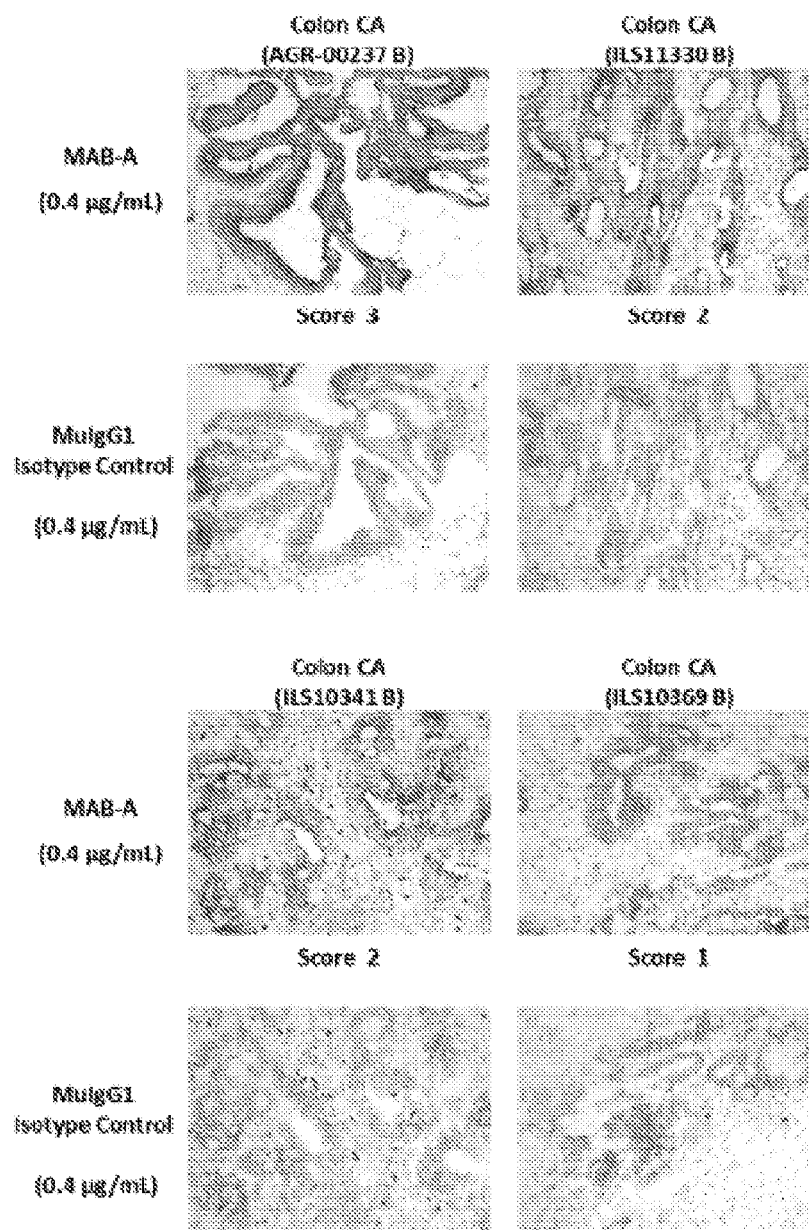 Colon CA
(AGR-00237 B)
Colon CA
(ILS11330 B)
MAB-A
(0.4 µg/mL)
Score 3
Score 2
MuIgG1
Isotype Control
(0.4 µg/mL)
Colon CA
(ILS10341 B)
Colon CA
(ILS10369 B)
MAB-A
(0.4 µg/mL)
Score 2
Score 1
MuIgG1
Isotype Control
(0.4 µg/mL)